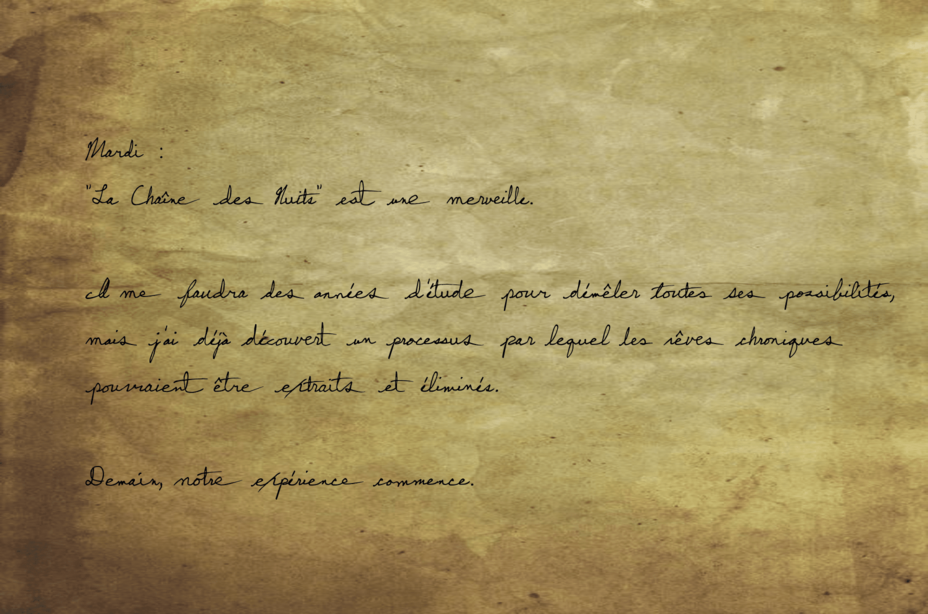 Mardi :
"La Chaîne des Nuits" est une merveille.
Il me faudra des années d'étude pour démêler toutes ses possibilités,
mais j'ai déjà découvert un processus par lequel les rêves chroniques
pourraient être extraits et éliminés.
Demain, notre expérience commence.